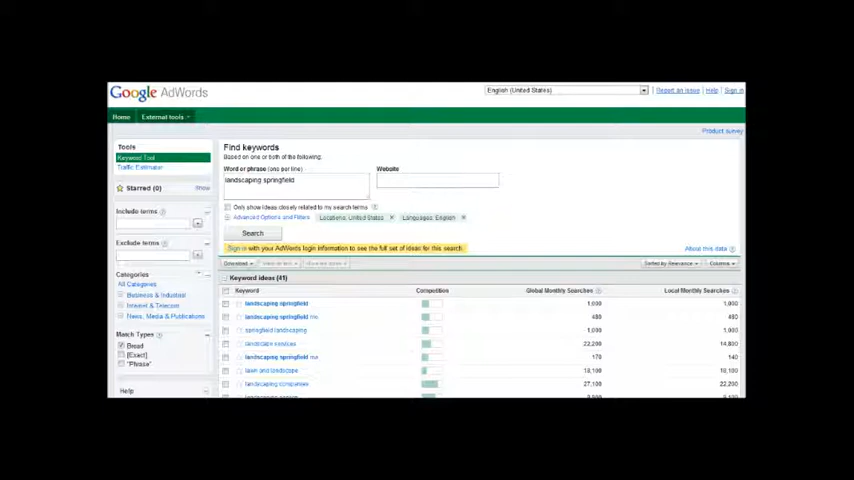 Google AdWords
English (United States)
Report an issue
Help
Sign in
Home
External tools
Product survey
Tools
Keyword Tool
Traffic Estimator
Starred (0)
Show
Include terms
Exclude terms
Categories
All Categories
Business & Industrial
Internet & Telecom
News, Media & Publications
Match Types
Broad
[Exact]
"Phrase"
Help
Find keywords
Based on one or both of the following:
Word or phrase (one per line)
Website
landscaping springfield
Only show ideas closely related to my search terms
Advanced Options and Filters
Locations: United States
Languages: English
Search
Sign in with your AdWords login information to see the full set of ideas for this search.
About this data
Download
Sorted by Relevance
Columns
Keyword ideas (41)
Keyword
Competition
Global Monthly Searches
Local Monthly Searches
landscaping springfield 1,000 1,000
landscaping springfield mo 480 480
springfield landscaping 1,000 1,000
landscape services 22,200 14,800
landscaping springfield 170 140
lawn and landscape 18,100 18,100
landscaping companies 27,100 22,200